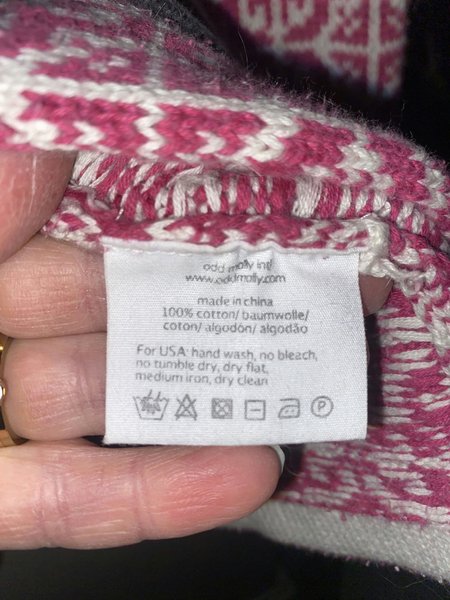 odd molly int'l
www.oddmolly.com
made in china
100% cotton/ baumwolle/
coton/ algodón/ algodão
For USA: hand wash, no bleach,
no tumble dry, dry flat,
medium iron, dry clean
P